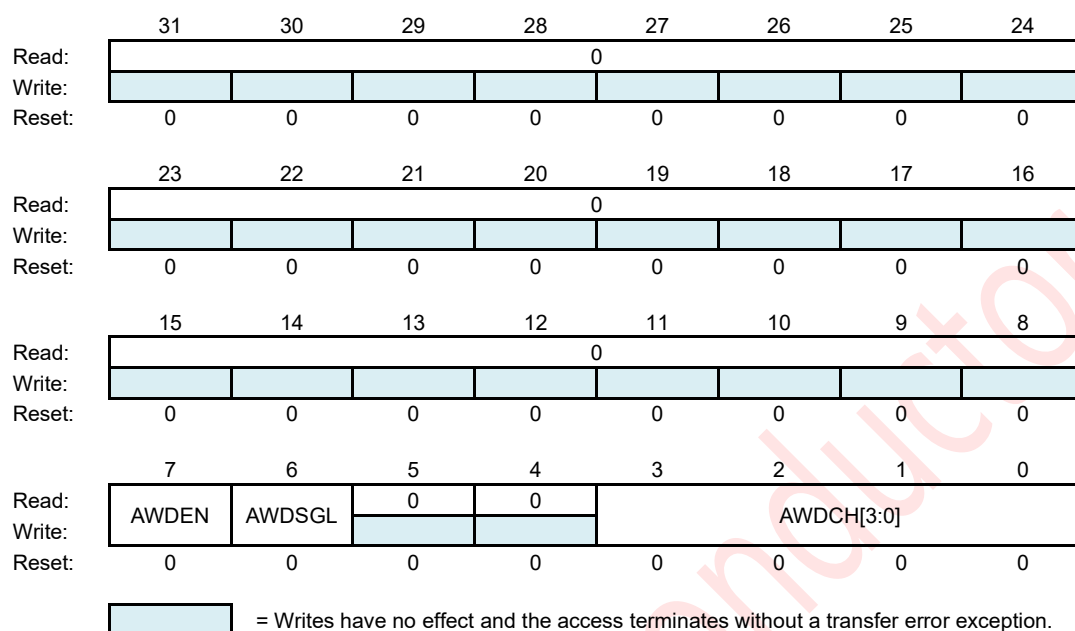 31 30 29 28 27 26 25 24
Read: 0
Write:
Reset: 0 0 0 0 0 0 0 0
23 22 21 20 19 18 17 16
Read: 0
Write:
Reset: 0 0 0 0 0 0 0 0
15 14 13 12 11 10 9 8
Read: 0
Write:
Reset: 0 0 0 0 0 0 0 0
7 6 5 4 3 2 1 0
Read: AWDEN AWDSGL 0 0 AWDCH[3:0]
Write:
Reset: 0 0 0 0 0 0 0 0
= Writes have no effect and the access terminates without a transfer error exception.
onductor